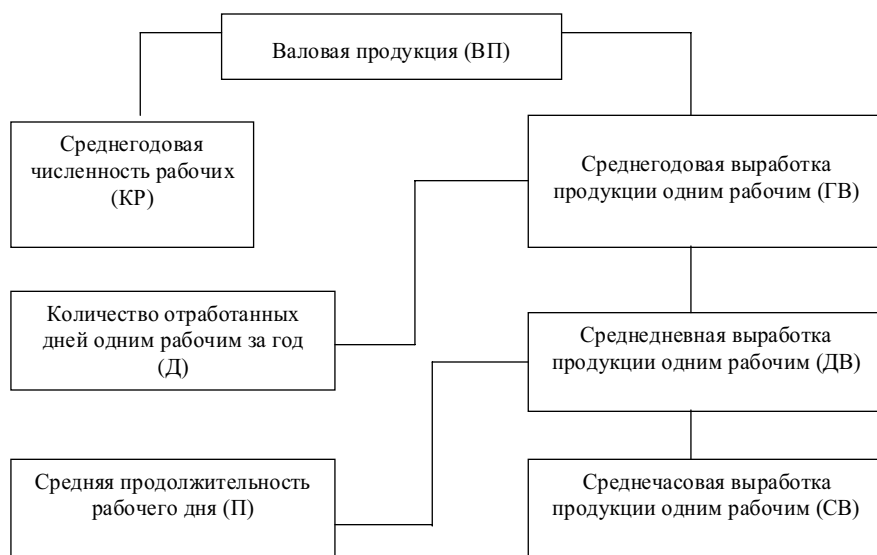 Валовая продукция (ВП)
Среднегодовая
численность рабочих
(КР)
Среднегодовая выработка
продукции одним рабочим (ГВ)
Количество отработанных
дней одним рабочим за год
(Д)
Среднедневная выработка
продукции одним рабочим (ДВ)
Средняя продолжительность
рабочего дня (П)
Среднечасовая выработка
продукции одним рабочим (СВ)